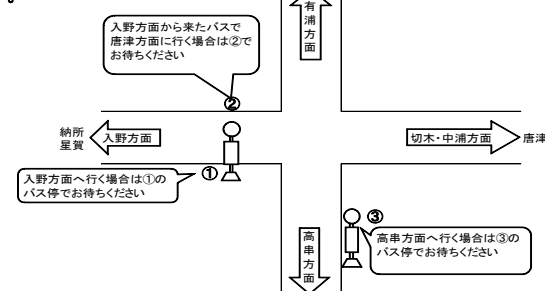 入野方面から来たバスで
唐津方面に行く場合は②で
お待ちください
有浦方面
②
納所
星賀
入野方面
切木・中浦方面
唐津
①
入野方面へ行く場合は①の
バス停でお待ちください
③
高串方面
高串方面へ行く場合は③の
バス停でお待ちください